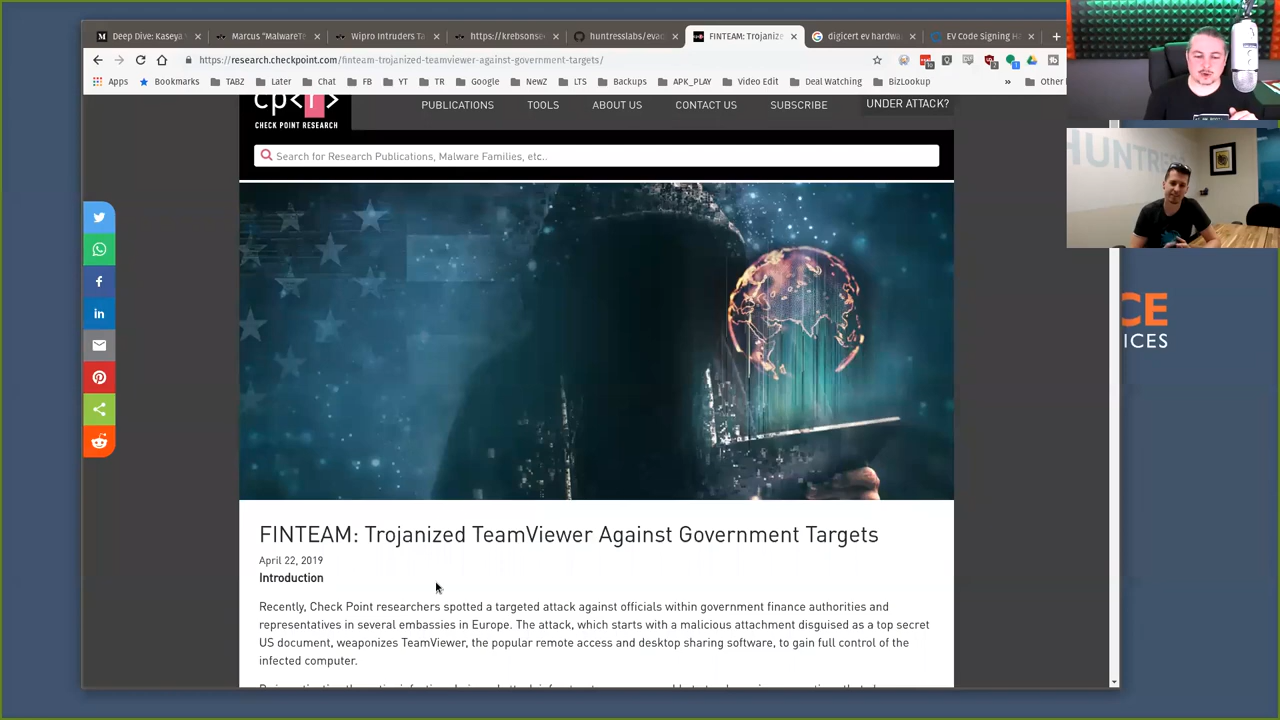 Deep Dive: Kaseya
Marcus "MalwareT
Wipro Intruders Ta
https://krebsonse
huntresslabs/evad
FINTEAM: Trojanize
digicert ev hardwa
EV Code Signing H
https://research.checkpoint.com/finteam-trojanized-teamviewer-against-government-targets/
Apps Bookmarks TABZ Later Chat FB YT TR Google NewZ LTS Backups APK_PLAY Video Edit Deal Watching BizLookup » Other
cp<r>
CHECK POINT RESEARCH
PUBLICATIONS TOOLS ABOUT US CONTACT US SUBSCRIBE UNDER ATTACK?
Search for Research Publications, Malware Families, etc..
HUNTRESS
CE
ICES
FINTEAM: Trojanized TeamViewer Against Government Targets
April 22, 2019
Introduction
Recently, Check Point researchers spotted a targeted attack against officials within government finance authorities and
representatives in several embassies in Europe. The attack, which starts with a malicious attachment disguised as a top secret
US document, weaponizes TeamViewer, the popular remote access and desktop sharing software, to gain full control of the
infected computer.